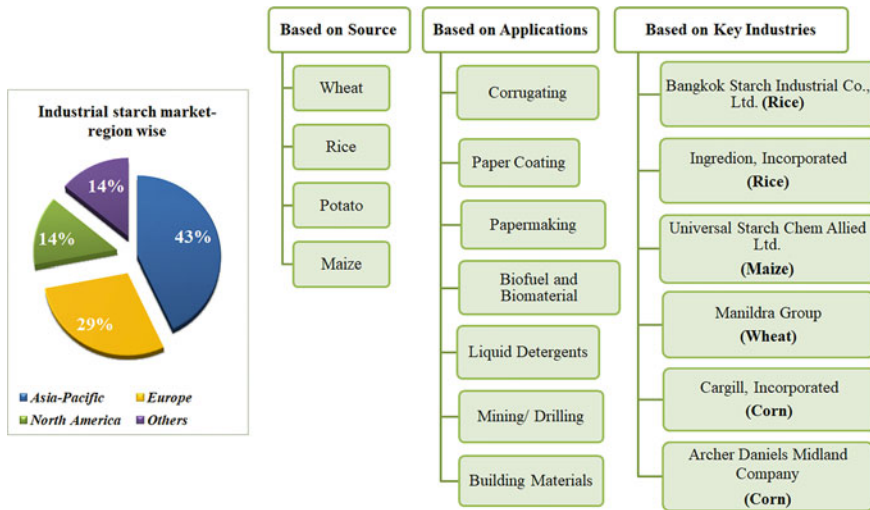 Industrial starch market-
region wise
14%
43%
14%
29%
Asia-Pacific
Europe
North America
Others
Based on Source
Wheat
Rice
Potato
Maize
Based on Applications
Corrugating
Paper Coating
Papermaking
Biofuel and
Biomaterial
Liquid Detergents
Mining/ Drilling
Building Materials
Based on Key Industries
Bangkok Starch Industrial Co.,
Ltd. (Rice)
Ingredion, Incorporated
(Rice)
Universal Starch Chem Allied
Ltd.
(Maize)
Manildra Group
(Wheat)
Cargill, Incorporated
(Corn)
Archer Daniels Midland
Company
(Corn)